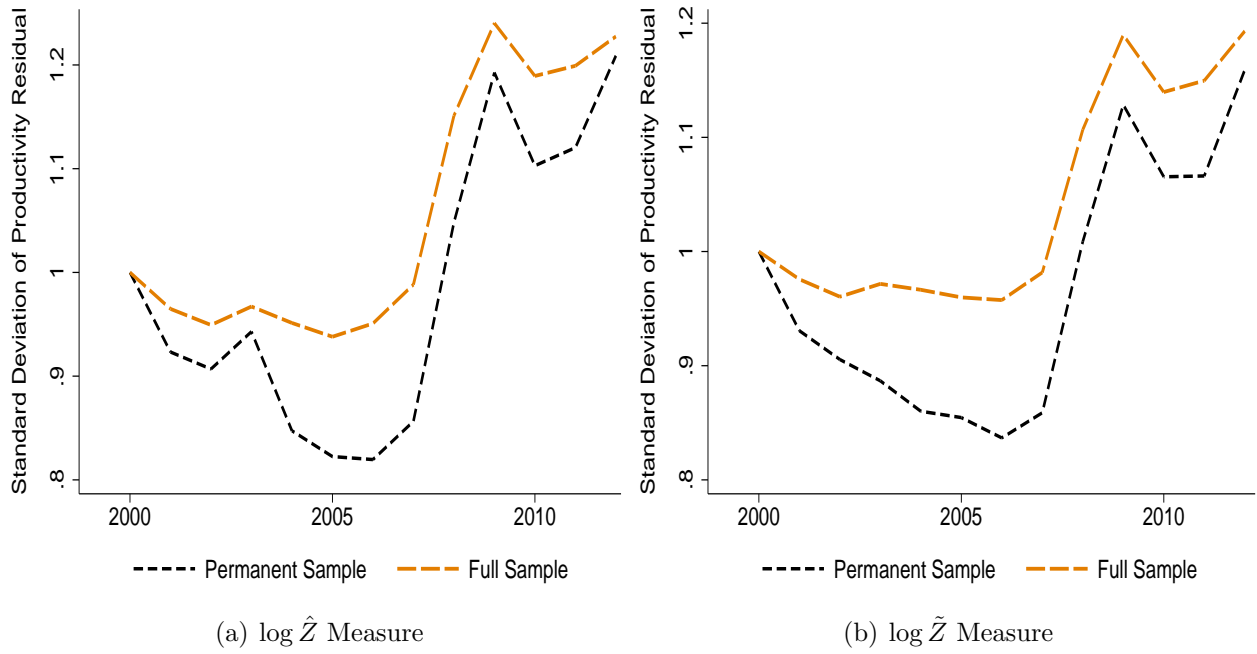 Standard Deviation of Productivity Residual
1.2
1.1
1
.9
.8
2000 2005 2010
Permanent Sample Full Sample
(a) log Ẑ Measure
Standard Deviation of Productivity Residual
1.2
1.1
1
.9
.8
2000 2005 2010
Permanent Sample Full Sample
(b) log Z̃ Measure